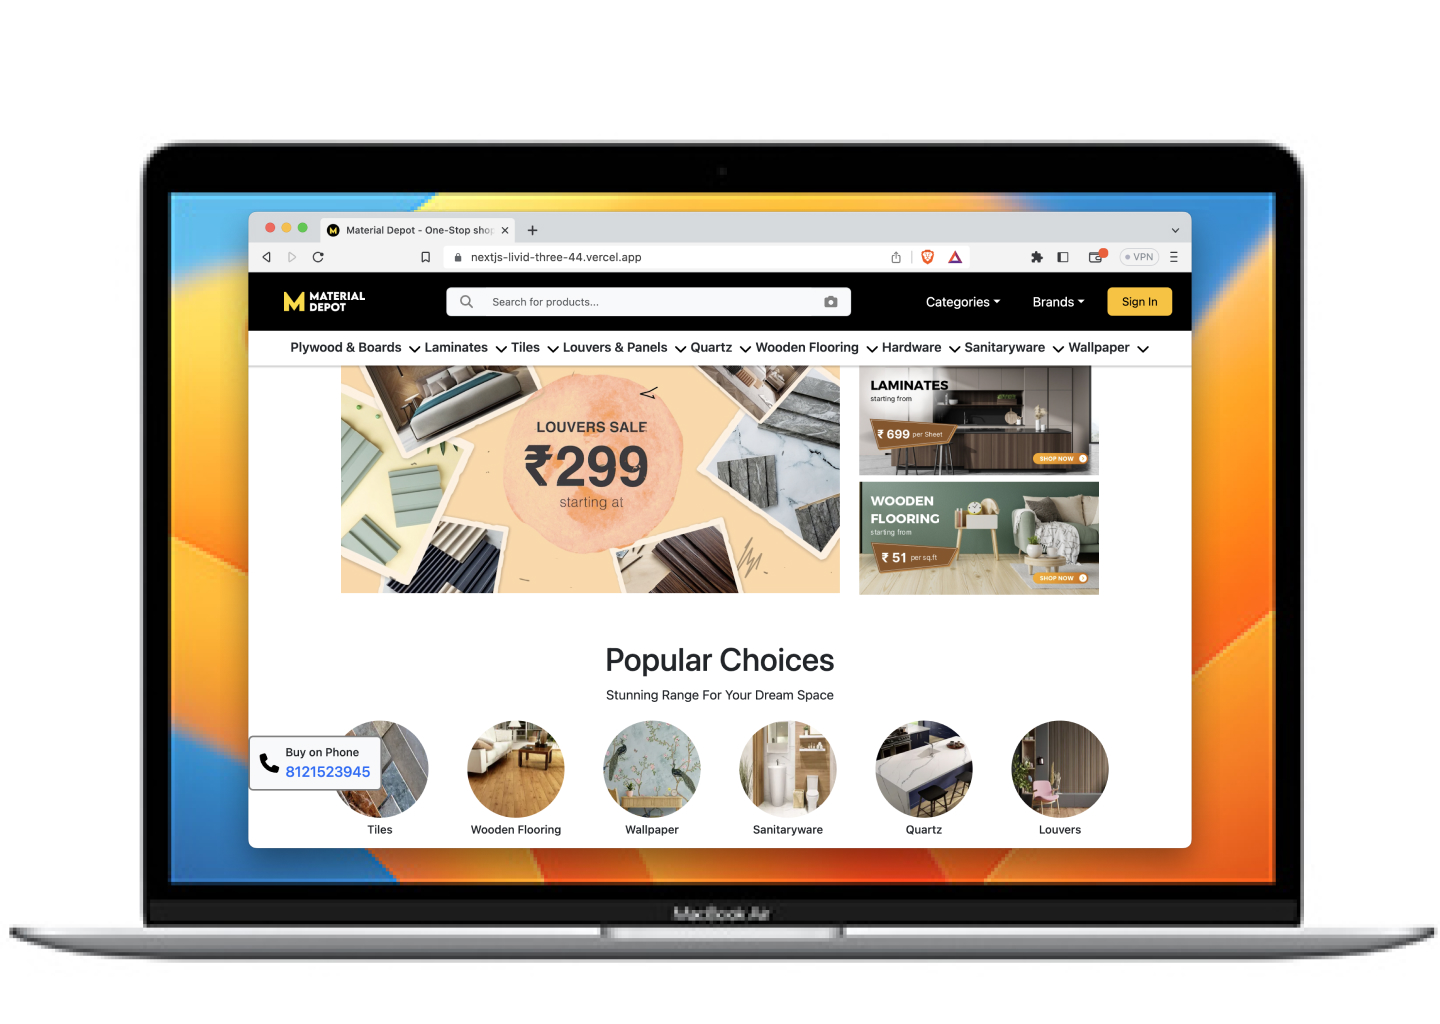 Material Depot - One-Stop shop
nextjs-livid-three-44.vercel.app
VPN
MATERIAL
DEPOT
Search for products...
Categories
Brands
Sign In
Plywood & Boards
Laminates
Tiles
Louvers & Panels
Quartz
Wooden Flooring
Hardware
Sanitaryware
Wallpaper
LOUVERS SALE
₹299
starting at
LAMINATES
starting from
₹ 699 per Sheet
SHOP NOW
WOODEN
FLOORING
starting from
₹ 51 per sq.ft
SHOP NOW
Popular Choices
Stunning Range For Your Dream Space
Buy on Phone
8121523945
Tiles
Wooden Flooring
Wallpaper
Sanitaryware
Quartz
Louvers
MacBook Air